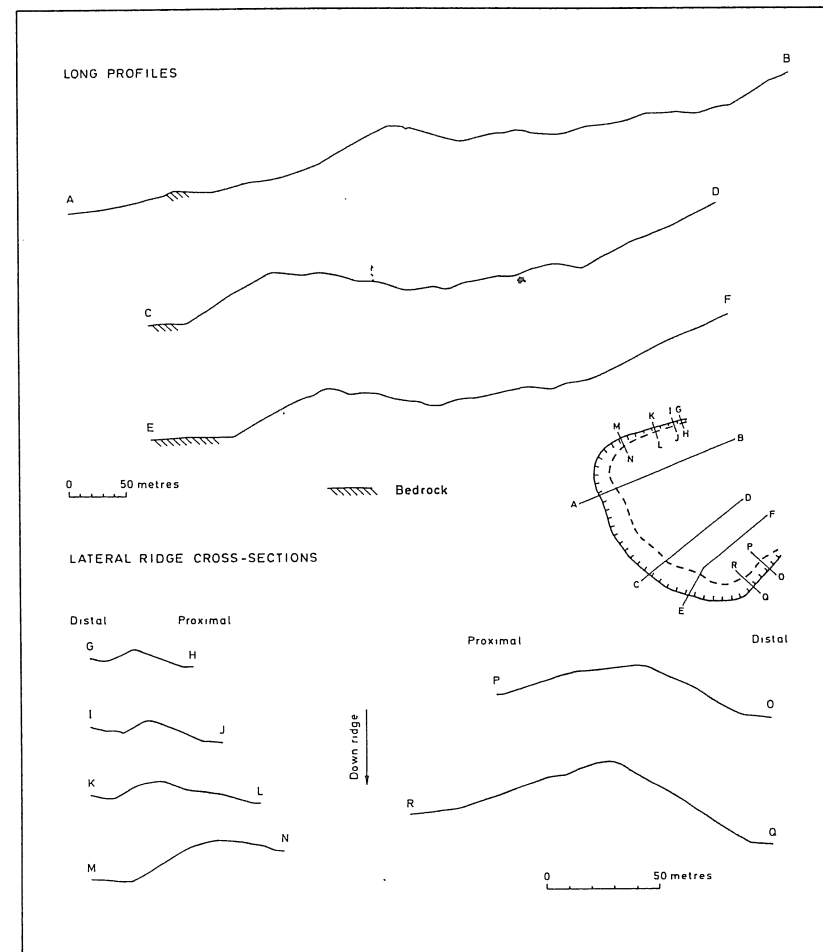 LONG PROFILES
B
A
D
C
F
E
0 50 metres
Bedrock
M K I G
N L J H
B
A
D
F
P
R
O
C
Q
E
LATERAL RIDGE CROSS-SECTIONS
Distal Proximal
G H
I J
K L
M N
Down ridge
Proximal Distal
P O
R Q
0 50 metres